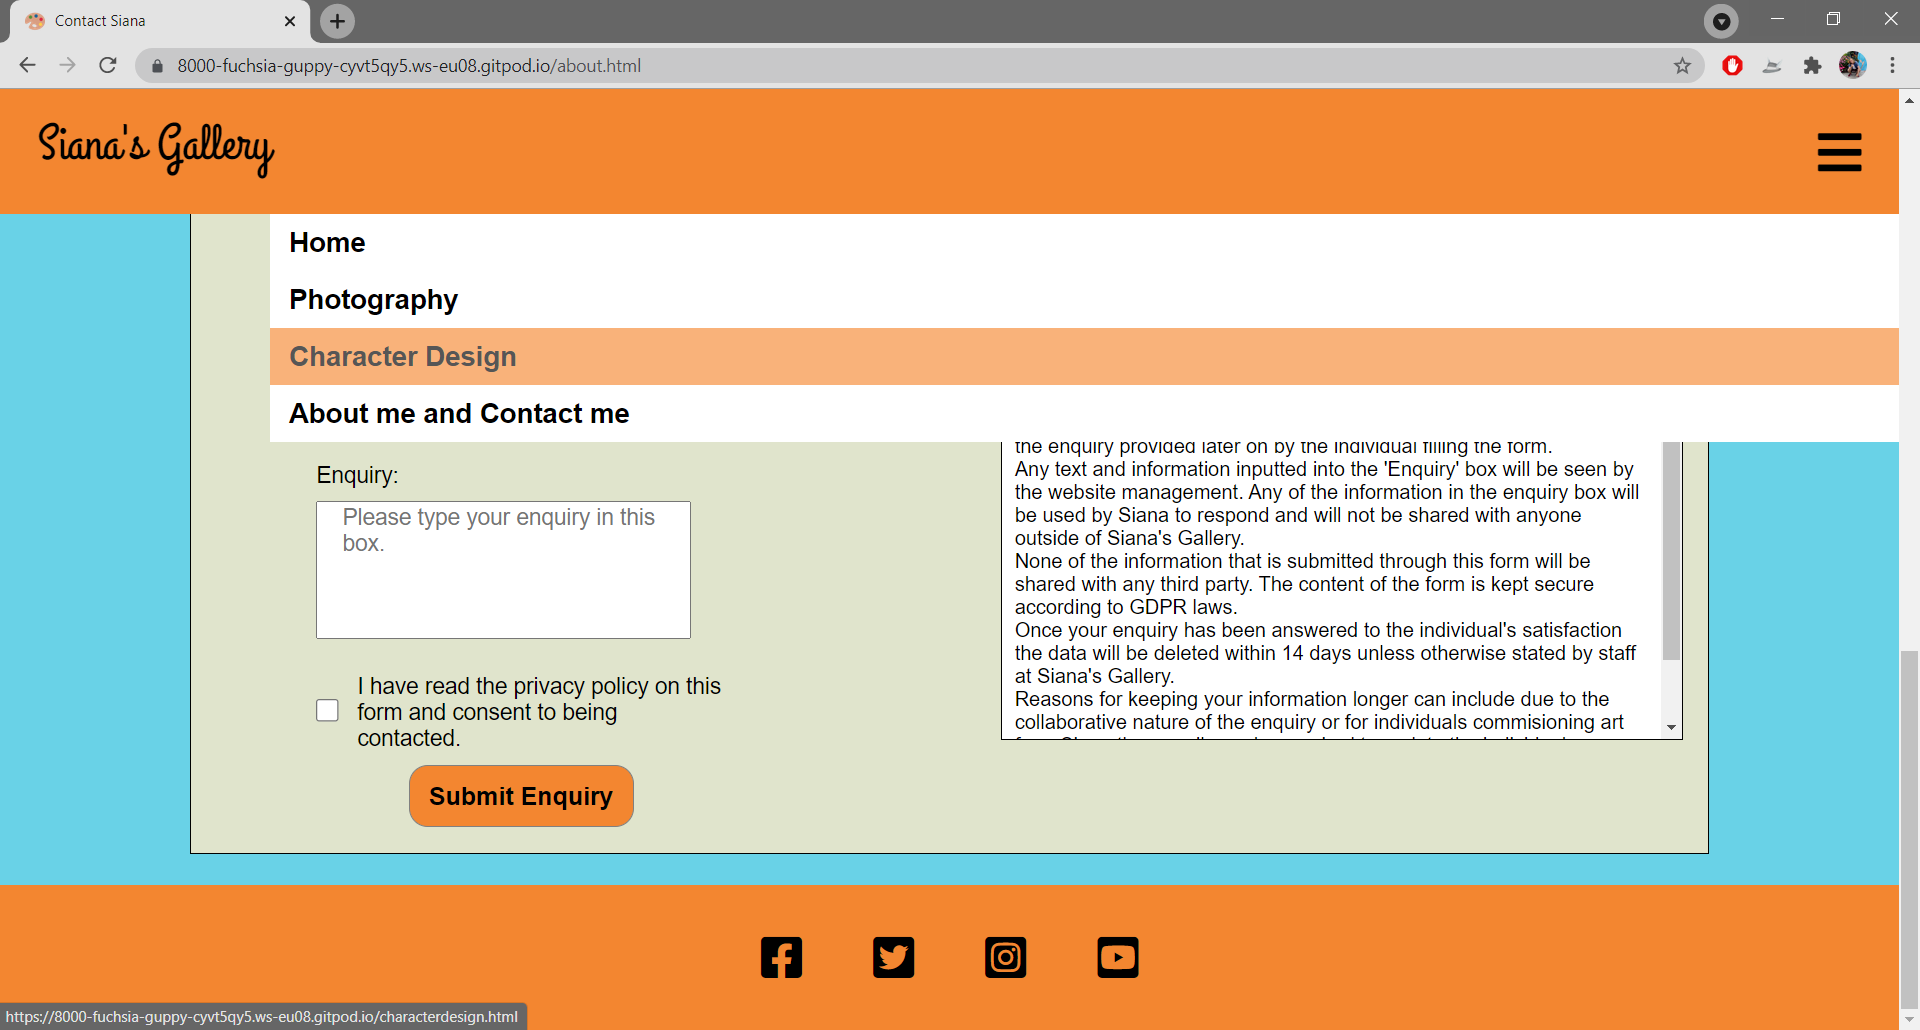 Contact Siana
8000-fuchsia-guppy-cyvt5qy5.ws-eu08.gitpod.io/about.html
Siana's Gallery
Home
Photography
Character Design
About me and Contact me
Enquiry:
Please type your enquiry in this
box.
I have read the privacy policy on this
form and consent to being
contacted.
Submit Enquiry
the enquiry provided later on by the individual filling the form.
Any text and information inputted into the 'Enquiry' box will be seen by
the website management. Any of the information in the enquiry box will
be used by Siana to respond and will not be shared with anyone
outside of Siana's Gallery.
None of the information that is submitted through this form will be
shared with any third party. The content of the form is kept secure
according to GDPR laws.
Once your enquiry has been answered to the individual's satisfaction
the data will be deleted within 14 days unless otherwise stated by staff
at Siana's Gallery.
Reasons for keeping your information longer can include due to the
collaborative nature of the enquiry or for individuals commisioning art
https://8000-fuchsia-guppy-cyvt5qy5.ws-eu08.gitpod.io/characterdesign.html